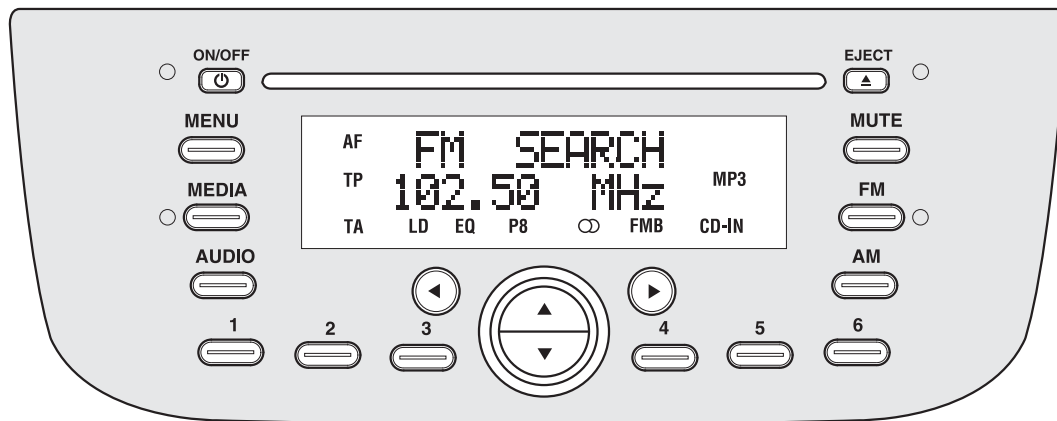 ON/OFF
EJECT
MENU
MUTE
AF
FM SEARCH
TP
102.50 MHz
MP3
MEDIA
FM
TA
LD
EQ
P8
FMB
CD-IN
AUDIO
AM
1
2
3
4
5
6